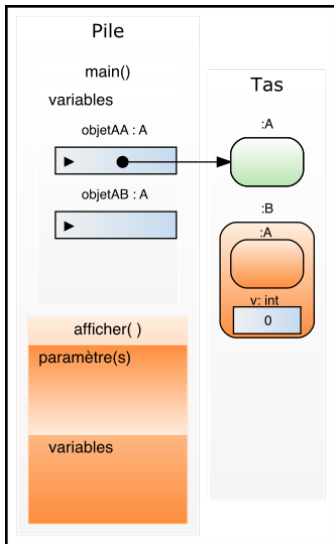 Pile
main()
variables
objetAA : A
objetAB : A
afficher( )
paramètre(s)
variables
Tas
:A
:B
:A
v: int
0